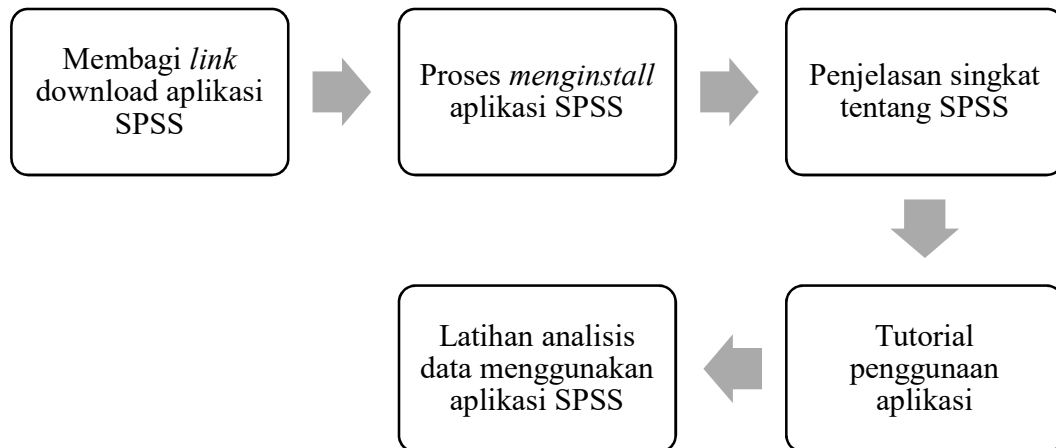 Membagi link
download aplikasi
SPSS
Proses menginstall
aplikasi SPSS
Penjelasan singkat
tentang SPSS
Tutorial
penggunaan
aplikasi
Latihan analisis
data menggunakan
aplikasi SPSS